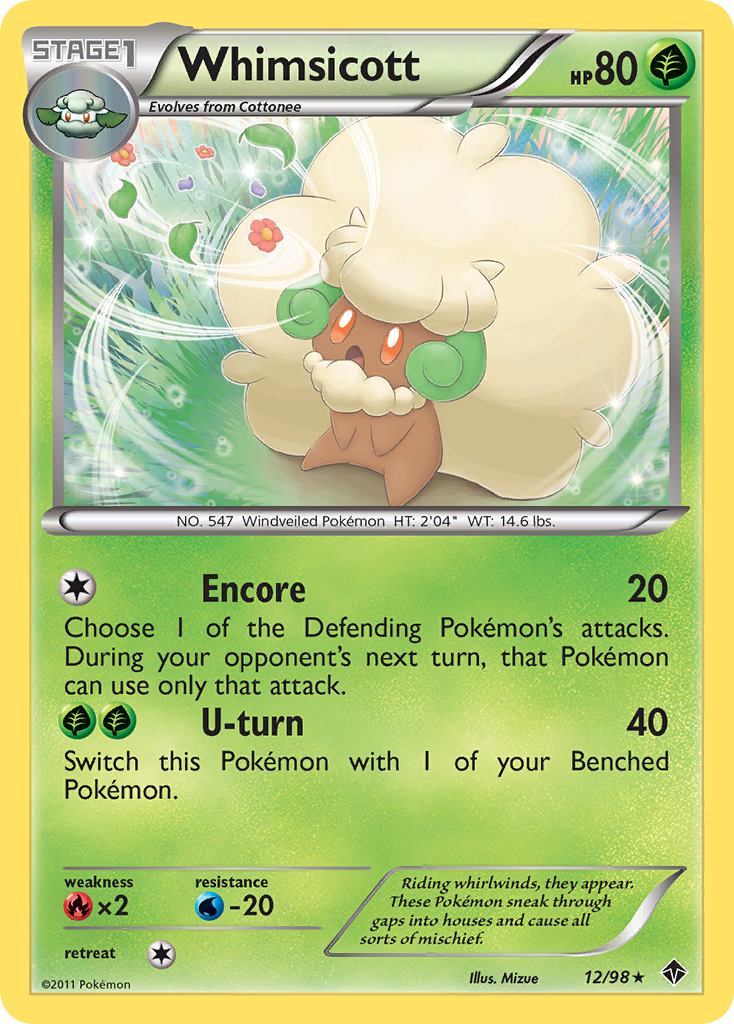 STAGE1
Whimsicott
HP80
Evolves from Cottonee
NO. 547 Windveiled Pokémon HT: 2'04" WT: 14.6 lbs.
Encore 20
Choose 1 of the Defending Pokémon's attacks.
During your opponent's next turn, that Pokémon
can use only that attack.
U-turn 40
Switch this Pokémon with 1 of your Benched
Pokémon.
weakness
×2
resistance
-20
retreat
Riding whirlwinds, they appear.
These Pokémon sneak through
gaps into houses and cause all
sorts of mischief.
©2011 Pokémon
Illus. Mizue
12/98★